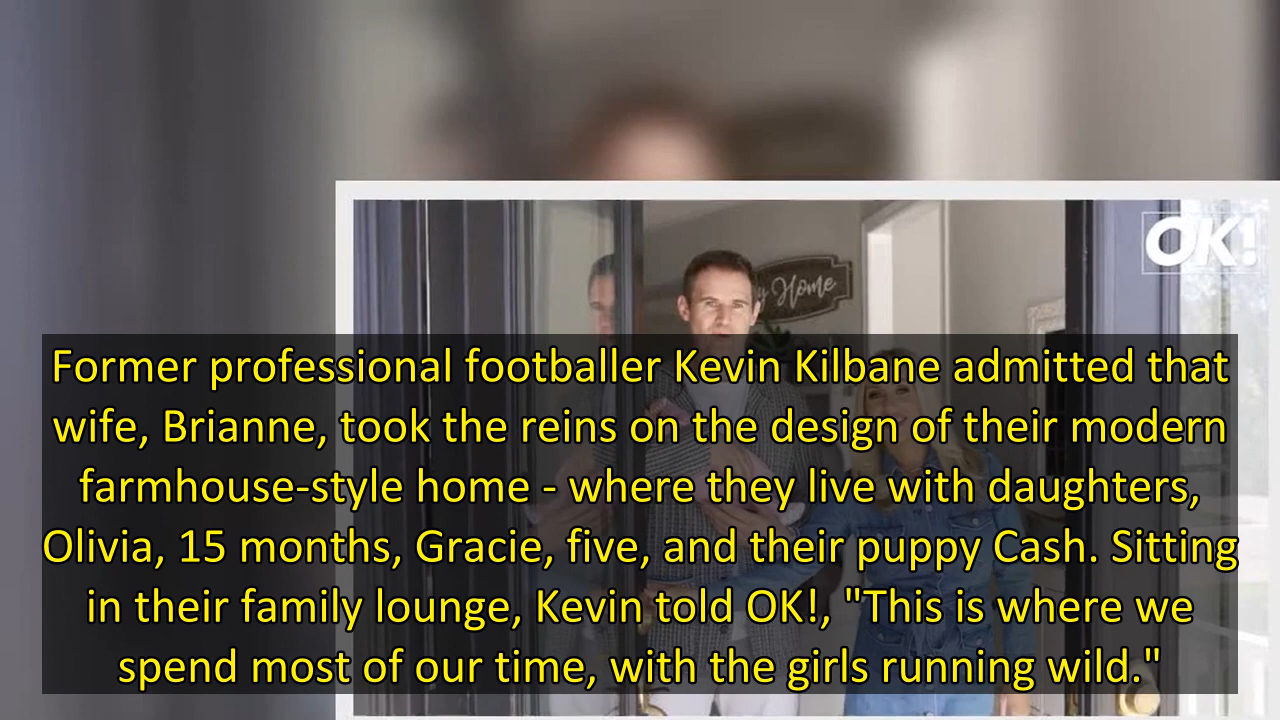 OK!
y Home
Former professional footballer Kevin Kilbane admitted that
wife, Brianne, took the reins on the design of their modern
farmhouse-style home - where they live with daughters,
Olivia, 15 months, Gracie, five, and their puppy Cash. Sitting
in their family lounge, Kevin told OK!, "This is where we
spend most of our time, with the girls running wild."